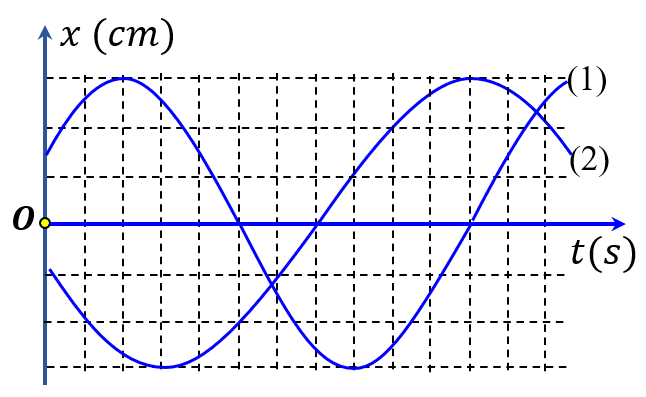 x (cm)
(1)
(2)
O
t(s)